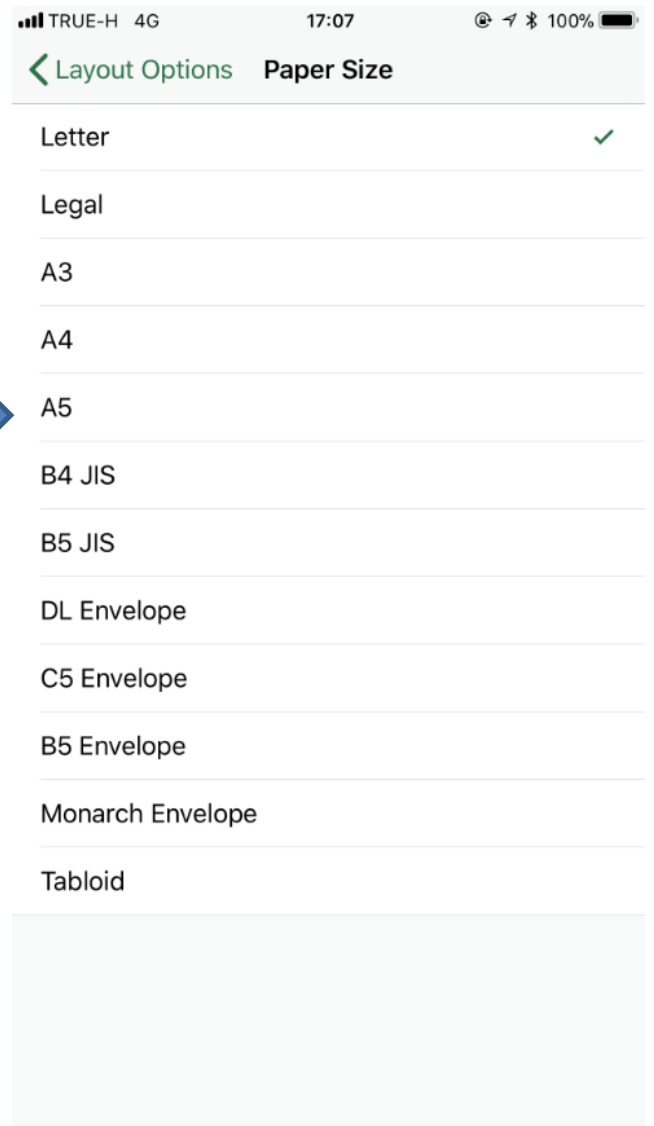 TRUE-H 4G 17:07 100%
Layout Options Paper Size
Letter
Legal
A3
A4
A5
B4 JIS
B5 JIS
DL Envelope
C5 Envelope
B5 Envelope
Monarch Envelope
Tabloid